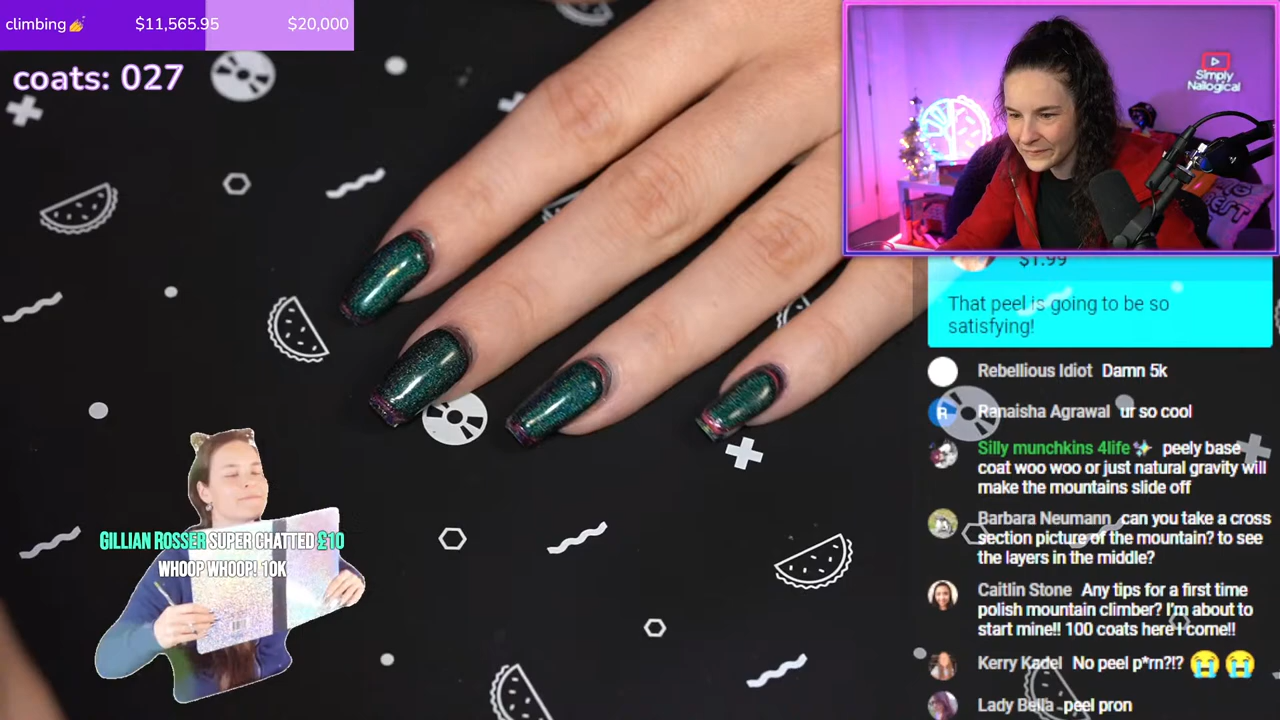 climbing💅 $11,565.95 $20,000
coats: 027
Simply
Nailogical
$1.99
That peel is going to be so
satisfying!
Rebellious Idiot Damn 5k
R Ranaisha Agrawal ur so cool
Silly munchkins 4life✨ peely base
coat woo woo or just natural gravity will
make the mountains slide off
Barbara Neumann can you take a cross
section picture of the mountain? to see
the layers in the middle?
Caitlin Stone Any tips for a first time
polish mountain climber? I'm about to
start mine!! 100 coats here I come!!
Kerry Kadel No peel p*rn?!? 😭 😭
Lady Bella peel pron
GILLIAN ROSSER SUPER CHATTED £10
WHOOP WHOOP! 10K